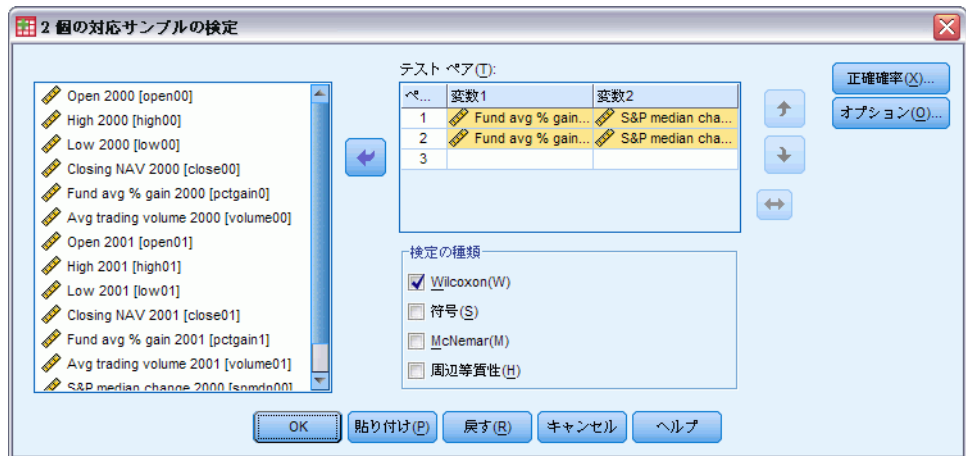 2 個の対応サンプルの検定
Open 2000 [open00]
High 2000 [high00]
Low 2000 [low00]
Closing NAV 2000 [close00]
Fund avg % gain 2000 [pctgain0]
Avg trading volume 2000 [volume00]
Open 2001 [open01]
High 2001 [high01]
Low 2001 [low01]
Closing NAV 2001 [close01]
Fund avg % gain 2001 [pctgain1]
Avg trading volume 2001 [volume01]
S&P median change 2000 [spmdn00]
テスト ペア(T):
ペ... 変数1 変数2
1 Fund avg % gain... S&P median cha...
2 Fund avg % gain... S&P median cha...
3
検定の種類
Wilcoxon(W)
符号(S)
McNemar(M)
周辺等質性(H)
正確確率(X)...
オプション(O)...
OK 貼り付け(P) 戻す(R) キャンセル ヘルプ